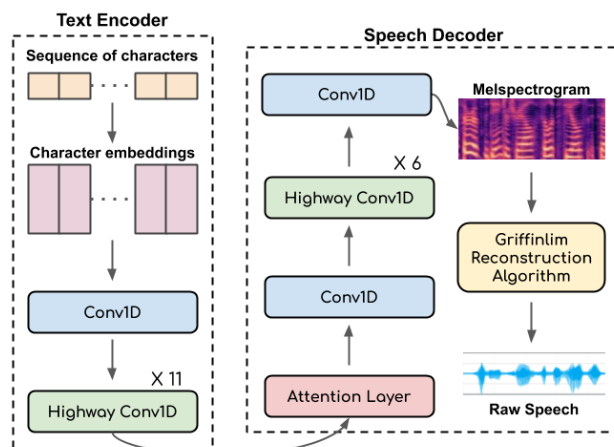 Text Encoder
Sequence of characters
Character embeddings
Conv1D
X 11
Highway Conv1D
Speech Decoder
Conv1D
X 6
Highway Conv1D
Conv1D
Attention Layer
Melspectrogram
Griffinlim
Reconstruction
Algorithm
Raw Speech